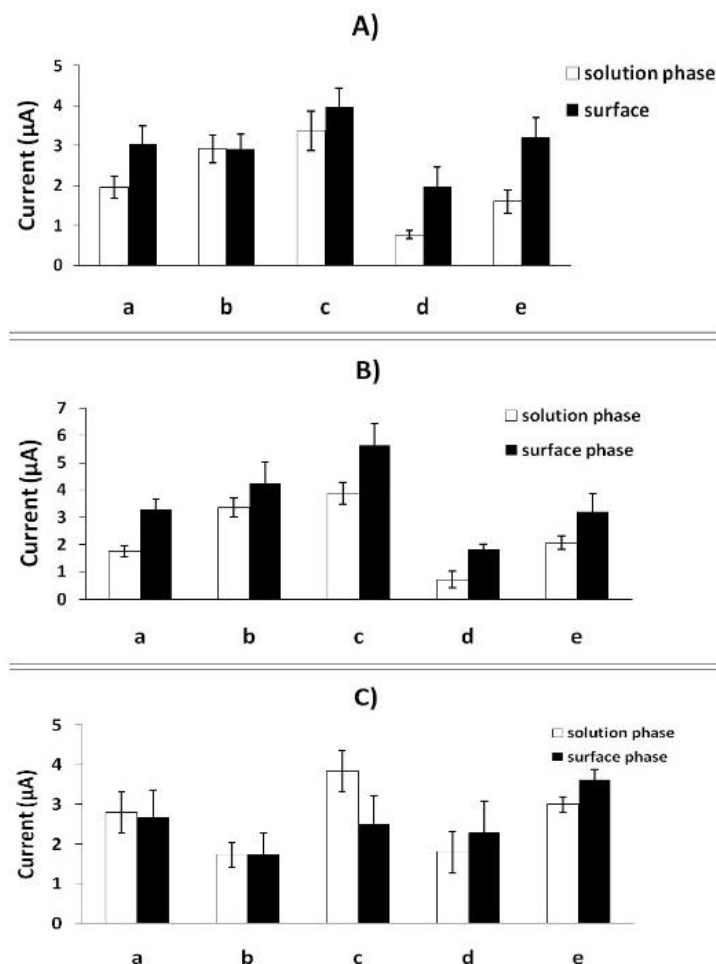 A)
Current (µA)
5
4
3
2
1
0
solution phase
surface
a b c d e
B)
Current (µA)
7
6
5
4
3
2
1
0
solution phase
surface phase
a b c d e
C)
Current (µA)
5
4
3
2
1
0
solution phase
surface phase
a b c d e